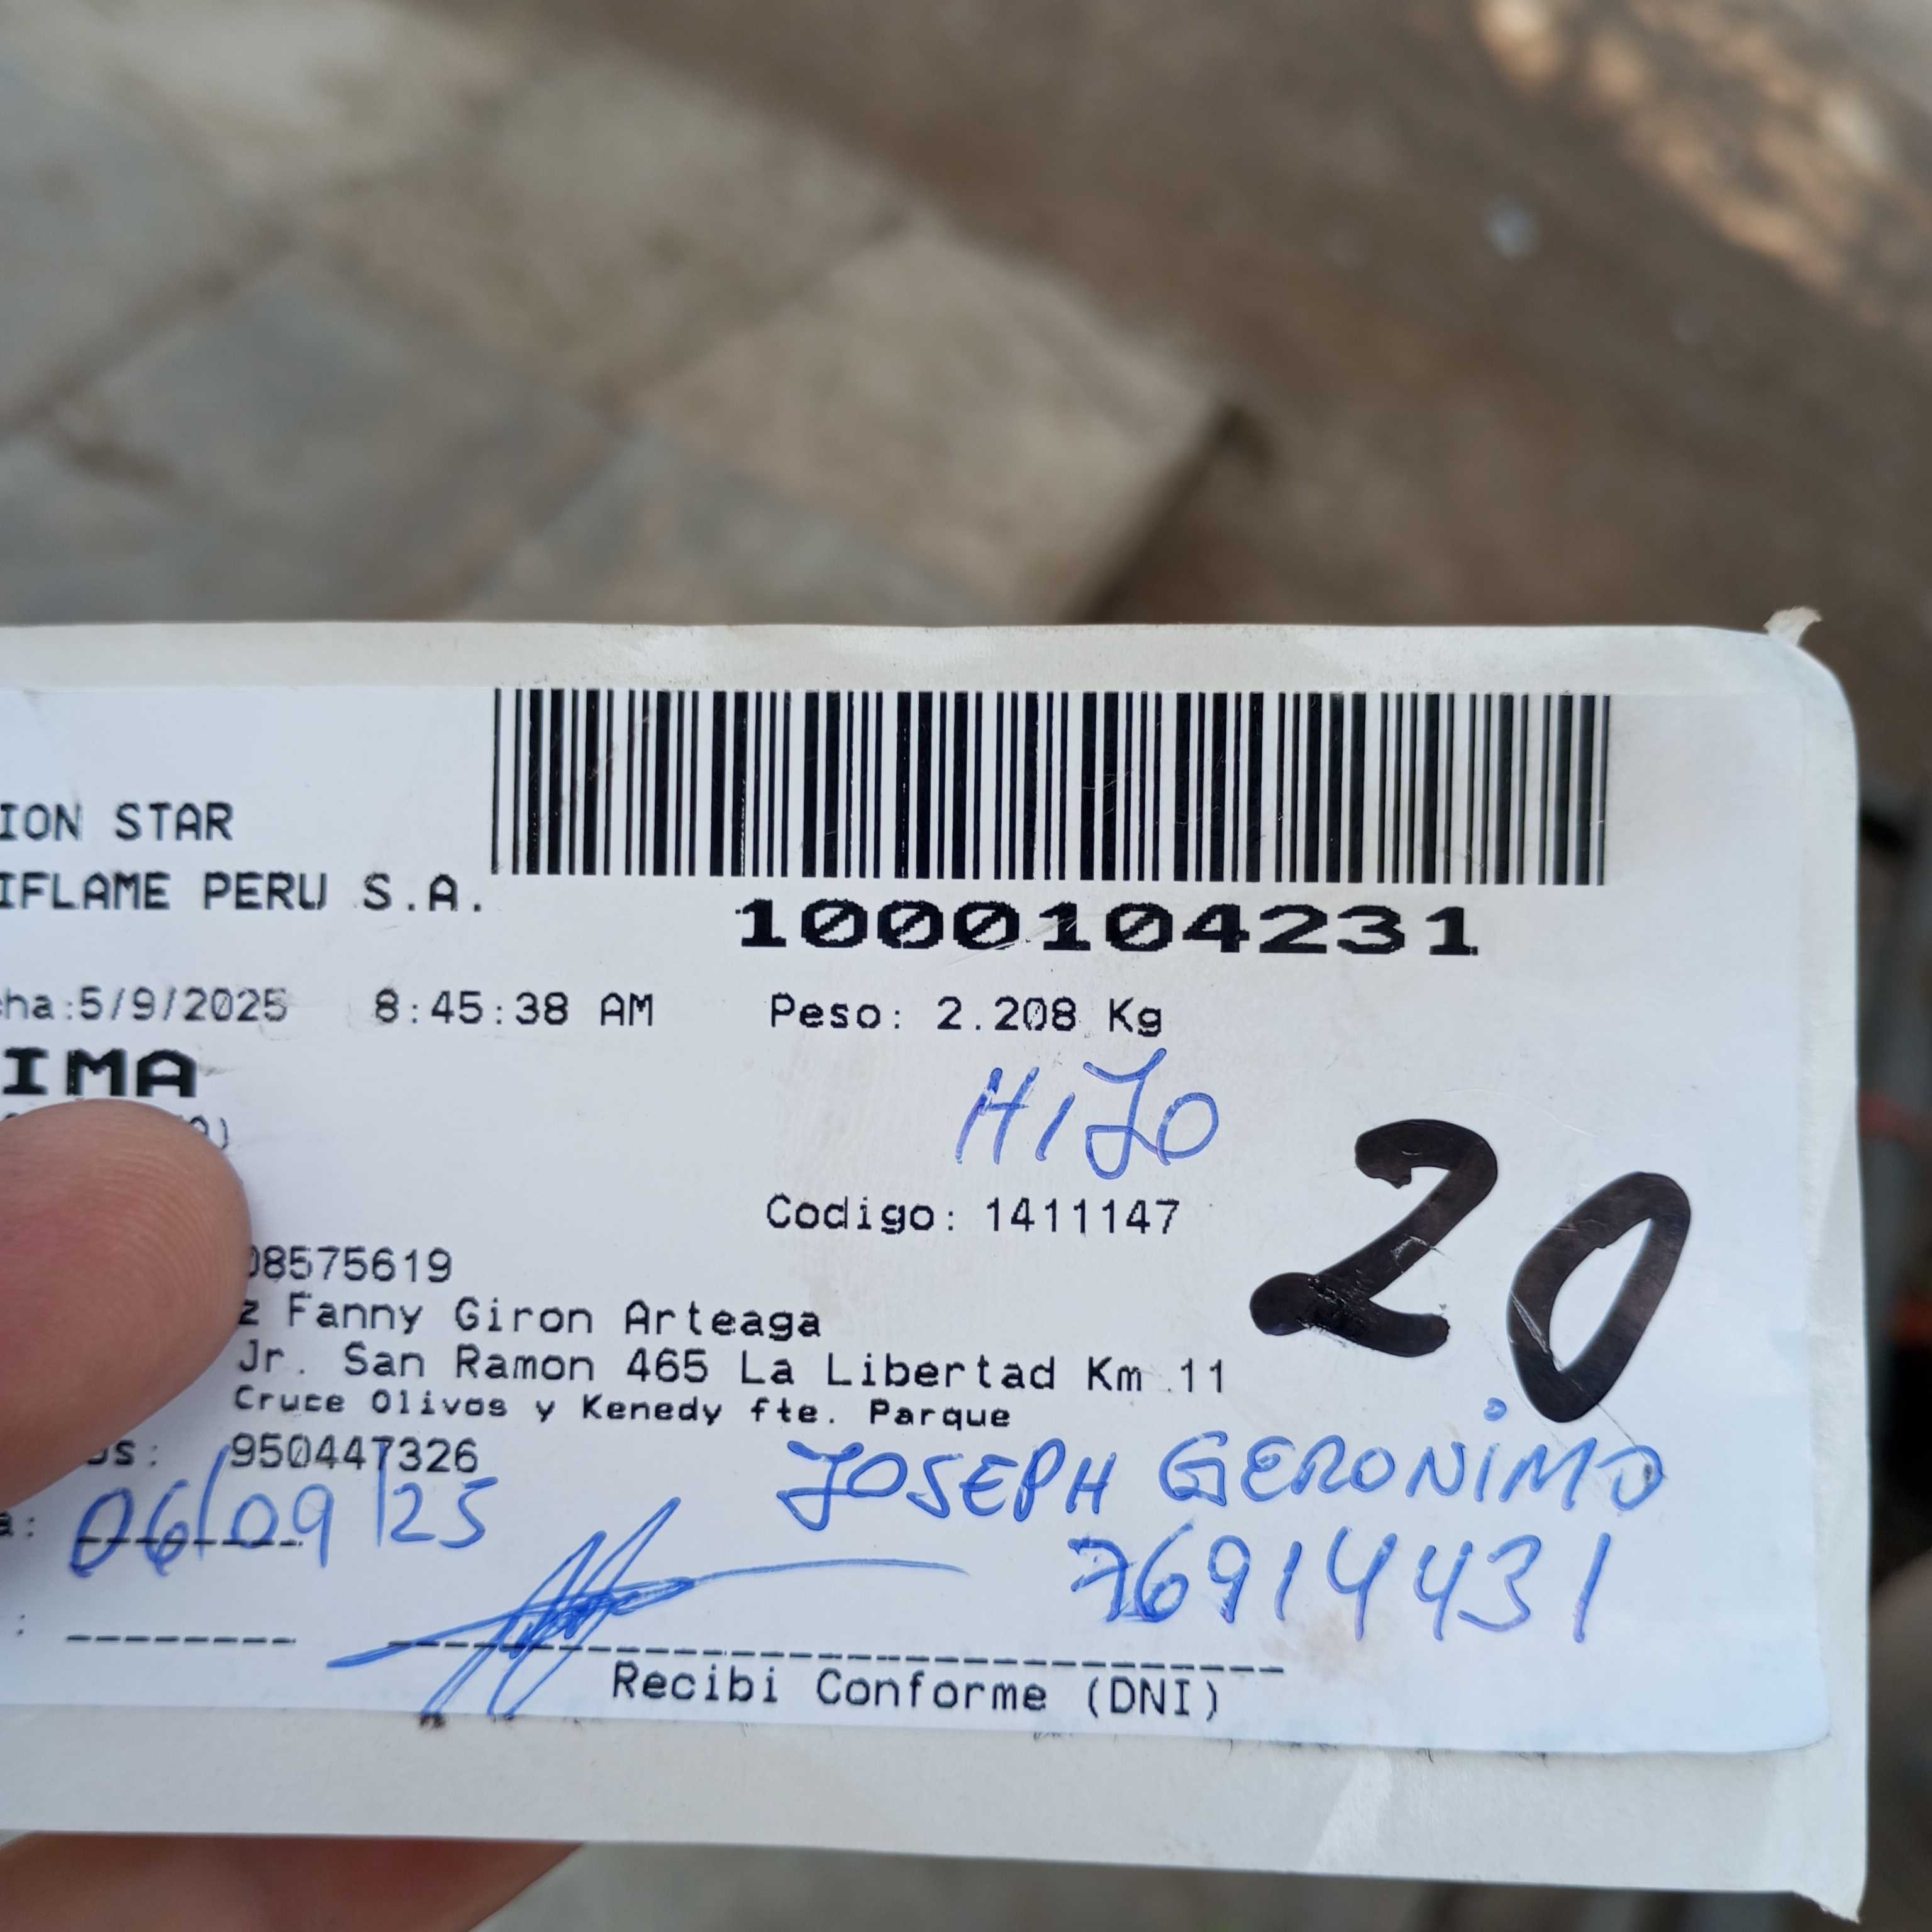 ION STAR
IFLAME PERU S.A.
1000104231
ha:5/9/2025 8:45:38 AM Peso: 2.208 Kg
IMA
HIJO
20
Codigo: 1411147
08575619
z Fanny Giron Arteaga
Jr. San Ramon 465 La Libertad Km 11
Cruce Olivos y Kenedy fte. Parque
os: 950447326
JOSEPH GERONIMO
a: 06/09/25
76914431
Recibi Conforme (DNI)